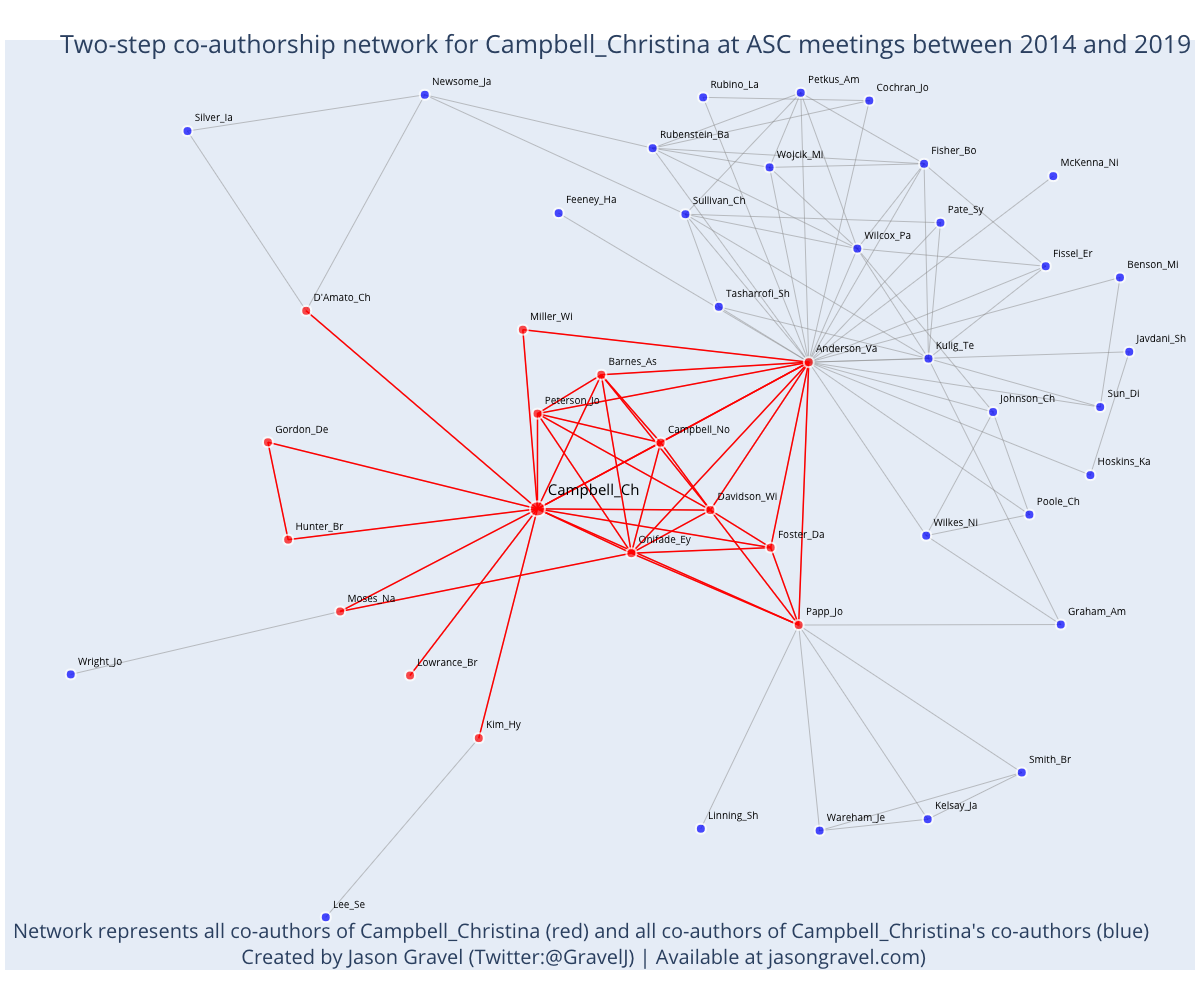 Two-step co-authorship network for Campbell_Christina at ASC meetings between 2014 and 2019
Newsome_Ja
Rubino_La
Petkus_Am
Cochran_Jo
Silver_Ia
Rubenstein_Ba
Wojcik_Mi
Fisher_Bo
McKenna_Ni
Feeney_Ha
Sullivan_Ch
Pate_Sy
Wilcox_Pa
Fissel_Er
Benson_Mi
D'Amato_Ch
Tasharrofi_Sh
Miller_Wi
Anderson_Va
Kulig_Te
Javdani_Sh
Barnes_As
Peterson_Jo
Johnson_Ch
Sun_Di
Gordon_De
Campbell_No
Hoskins_Ka
Campbell_Ch
Davidson_Wi
Poole_Ch
Hunter_Br
Onifade_Ey
Foster_Da
Wilkes_Ni
Moses_Na
Papp_Jo
Graham_Am
Wright_Jo
Lowrance_Br
Kim_Hy
Smith_Br
Linning_Sh
Wareham_Je
Kelsay_Ja
Lee_Se
Network represents all co-authors of Campbell_Christina (red) and all co-authors of Campbell_Christina's co-authors (blue)
Created by Jason Gravel (Twitter:@GravelJ) | Available at jasongravel.com)